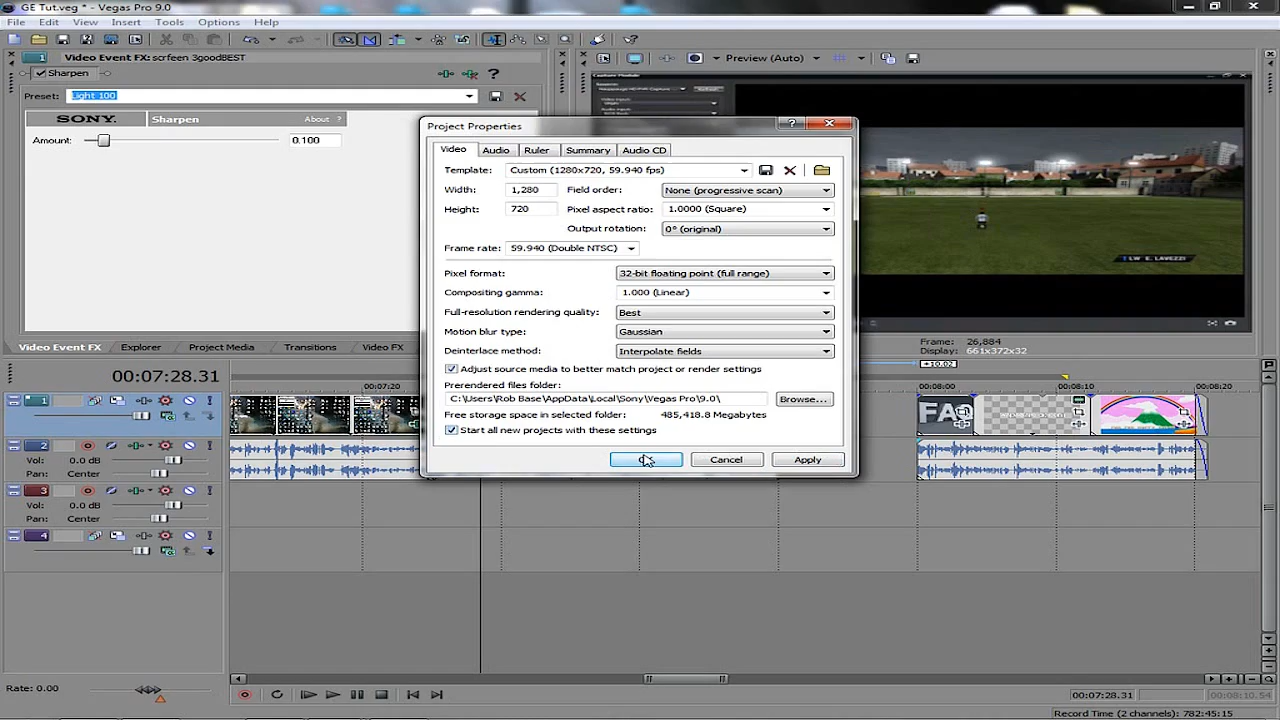 GE Tut.veg * - Vegas Pro 9.0
File Edit View Insert Tools Options Help
1 Video Event FX: scrfeen 3goodBEST
Sharpen
Preset: Light 100
SONY. Sharpen About ?
Amount: 0.100
Preview (Auto)
Project Properties
Video Audio Ruler Summary Audio CD
Template: Custom (1280x720, 59.940 fps)
Width: 1,280 Field order: None (progressive scan)
Height: 720 Pixel aspect ratio: 1.0000 (Square)
Output rotation: 0° (original)
Frame rate: 59.940 (Double NTSC)
Pixel format: 32-bit floating point (full range)
Compositing gamma: 1.000 (Linear)
Full-resolution rendering quality: Best
Motion blur type: Gaussian
Deinterlace method: Interpolate fields
Adjust source media to better match project or render settings
Prerendered files folder:
C:\Users\Rob Base\AppData\Local\Sony\Vegas Pro\9.0\
Browse...
Free storage space in selected folder: 485,418.8 Megabytes
Start all new projects with these settings
Cancel Apply
LW E. LAVEZZI
Frame: 26,884
Display: 661x372x32
Video Event FX Explorer Project Media Transitions Video FX
00:07:28.31
+10.02
00:07:20 00:08:00 00:08:10 00:08:20
1
FAQ
2
Vol: 0.0 dB
Pan: Center
3
Vol: 0.0 dB
Pan: Center
4
Rate: 0.00
00:07:28.31 00:08:10.54
Record Time (2 channels): 782:45:15